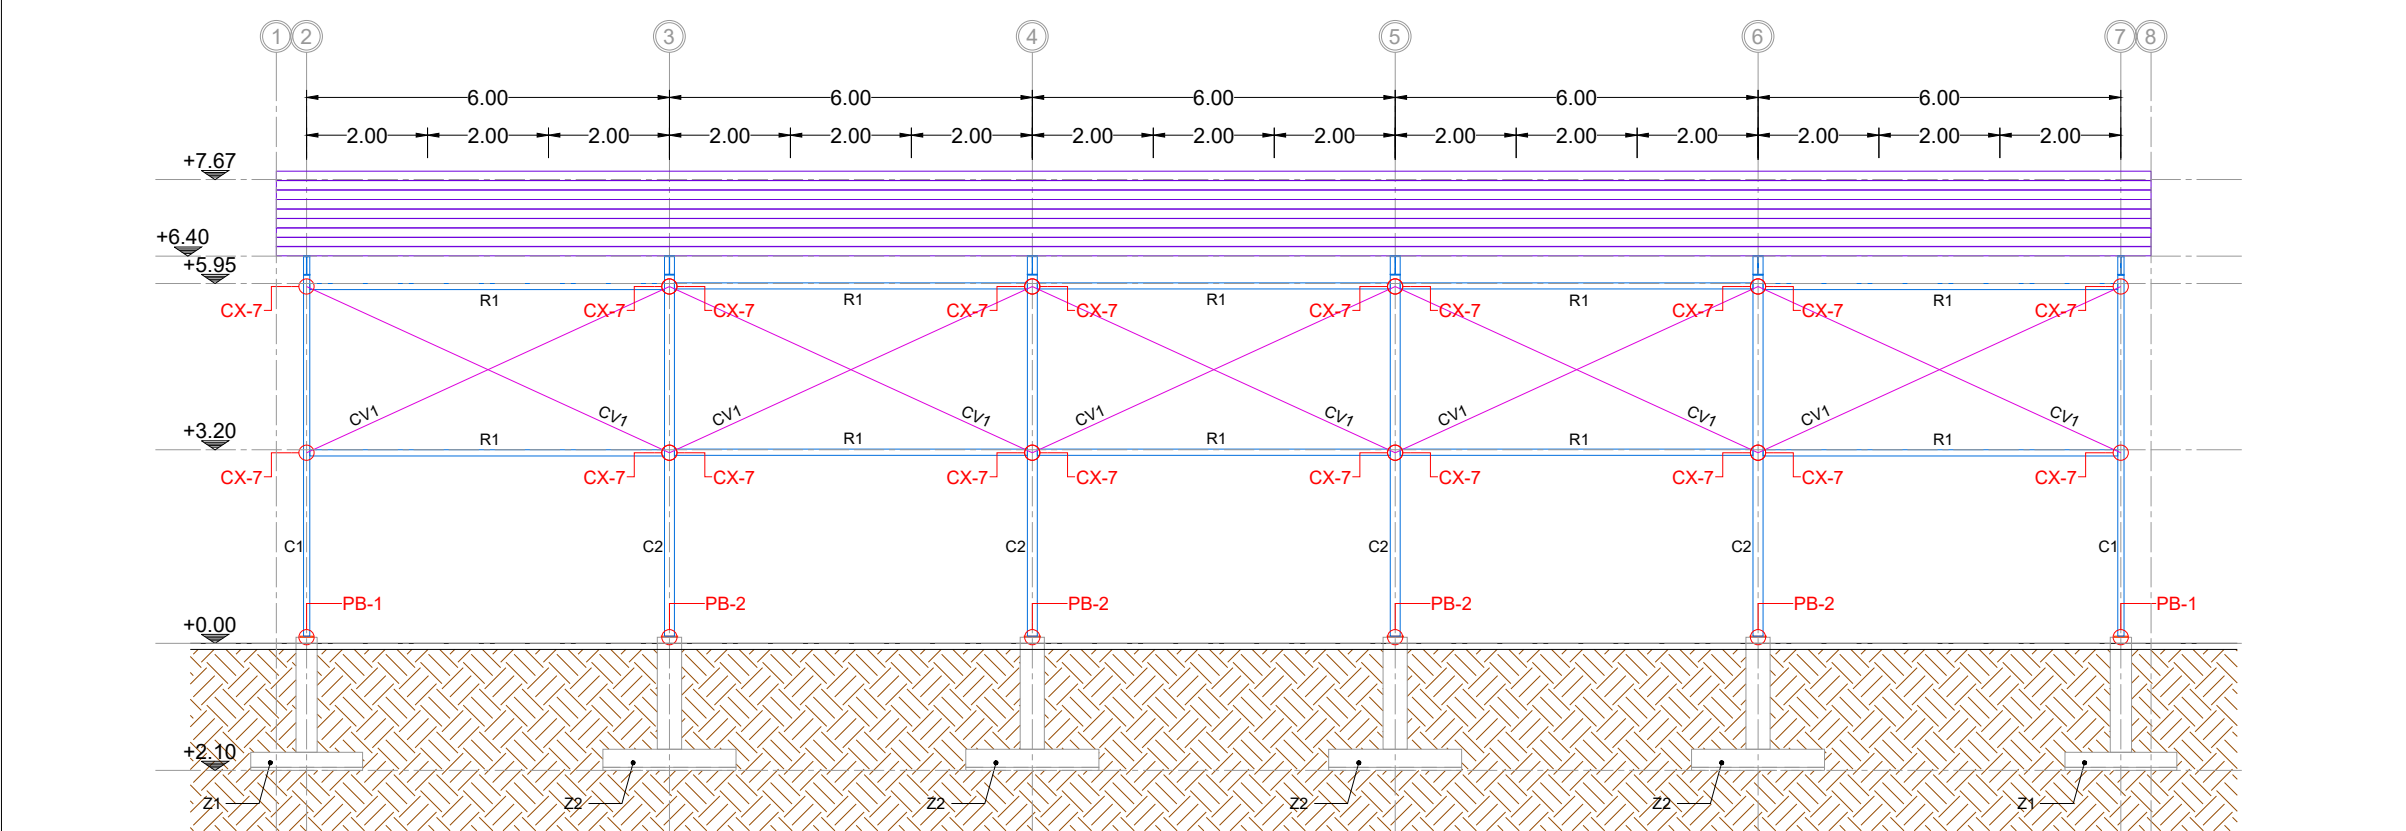 1 2 3 4 5 6 7 8
6.00 6.00 6.00 6.00 6.00
2.00 2.00 2.00 2.00 2.00 2.00 2.00 2.00 2.00 2.00 2.00 2.00 2.00 2.00 2.00
+7.67
+6.40
+5.95
R1 R1 R1 R1 R1
CX-7 CX-7 CX-7 CX-7 CX-7 CX-7 CX-7 CX-7 CX-7 CX-7
CV1 CV1 CV1 CV1 CV1 CV1 CV1 CV1 CV1 CV1
+3.20
R1 R1 R1 R1 R1
CX-7 CX-7 CX-7 CX-7 CX-7 CX-7 CX-7 CX-7 CX-7 CX-7
C1 C2 C2 C2 C2 C1
PB-1 PB-2 PB-2 PB-2 PB-2 PB-1
+0.00
+2.10
Z1 Z2 Z2 Z2 Z2 Z1